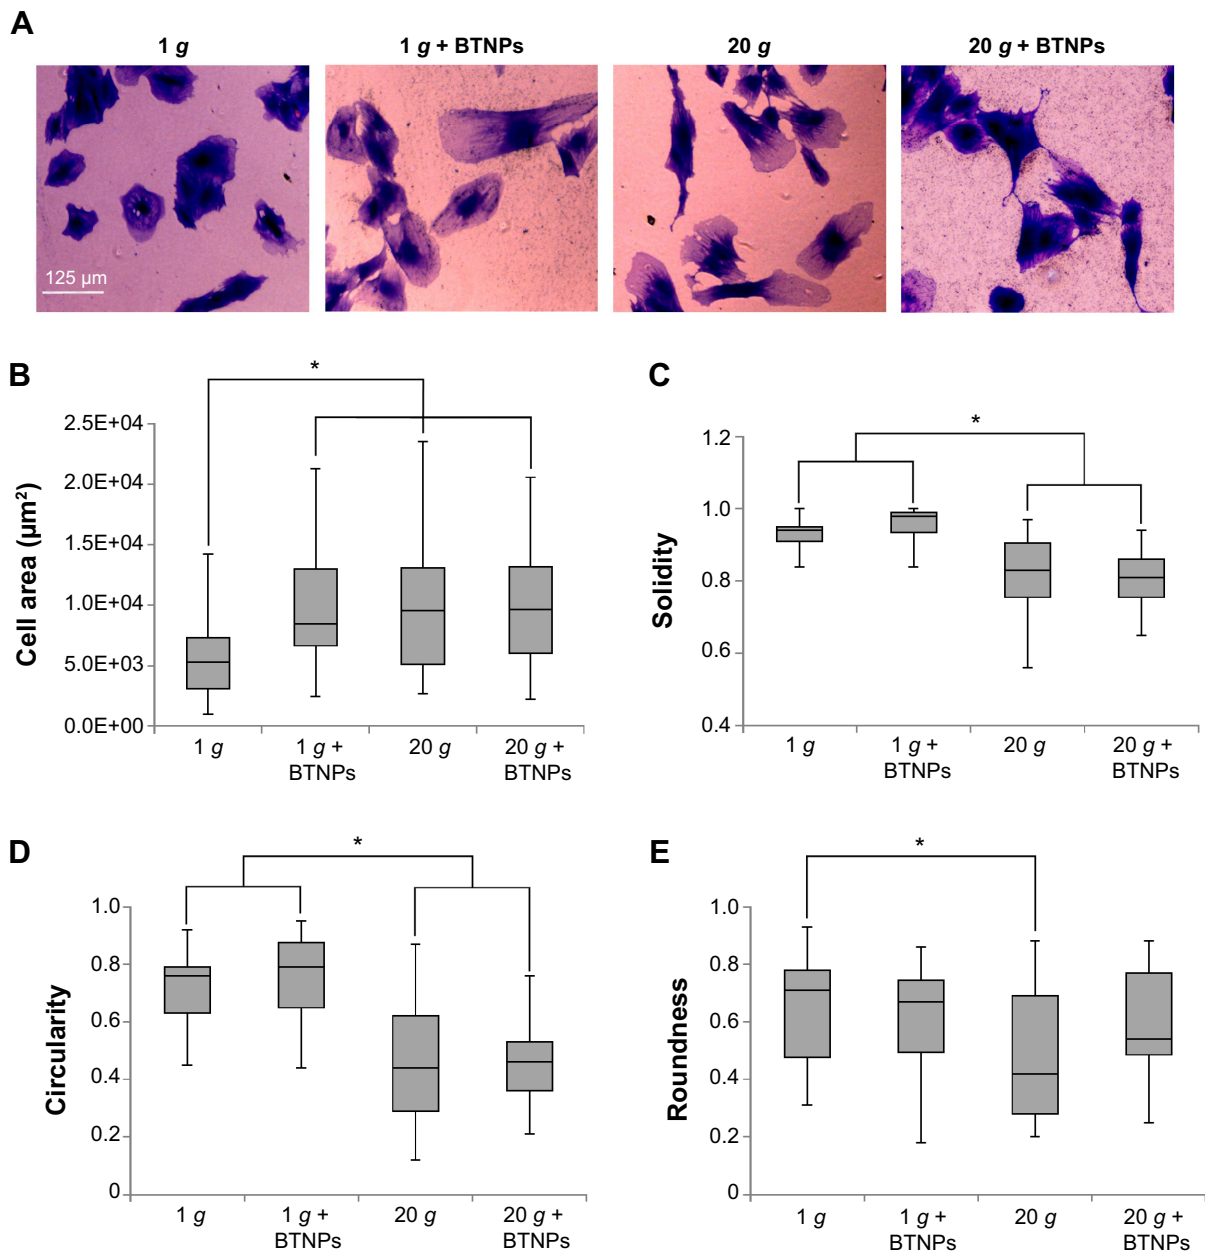 A
1 g
1 g + BTNPs
20 g
20 g + BTNPs
125 µm
B
*
Cell area (µm²)
2.5E+04
2.0E+04
1.5E+04
1.0E+04
5.0E+03
0.0E+00
1 g
1 g +
BTNPs
20 g
20 g +
BTNPs
C
*
Solidity
1.2
1.0
0.8
0.6
0.4
1 g
1 g +
BTNPs
20 g
20 g +
BTNPs
D
*
Circularity
1.0
0.8
0.6
0.4
0.2
0
1 g
1 g +
BTNPs
20 g
20 g +
BTNPs
E
*
Roundness
1.0
0.8
0.6
0.4
0.2
0
1 g
1 g +
BTNPs
20 g
20 g +
BTNPs